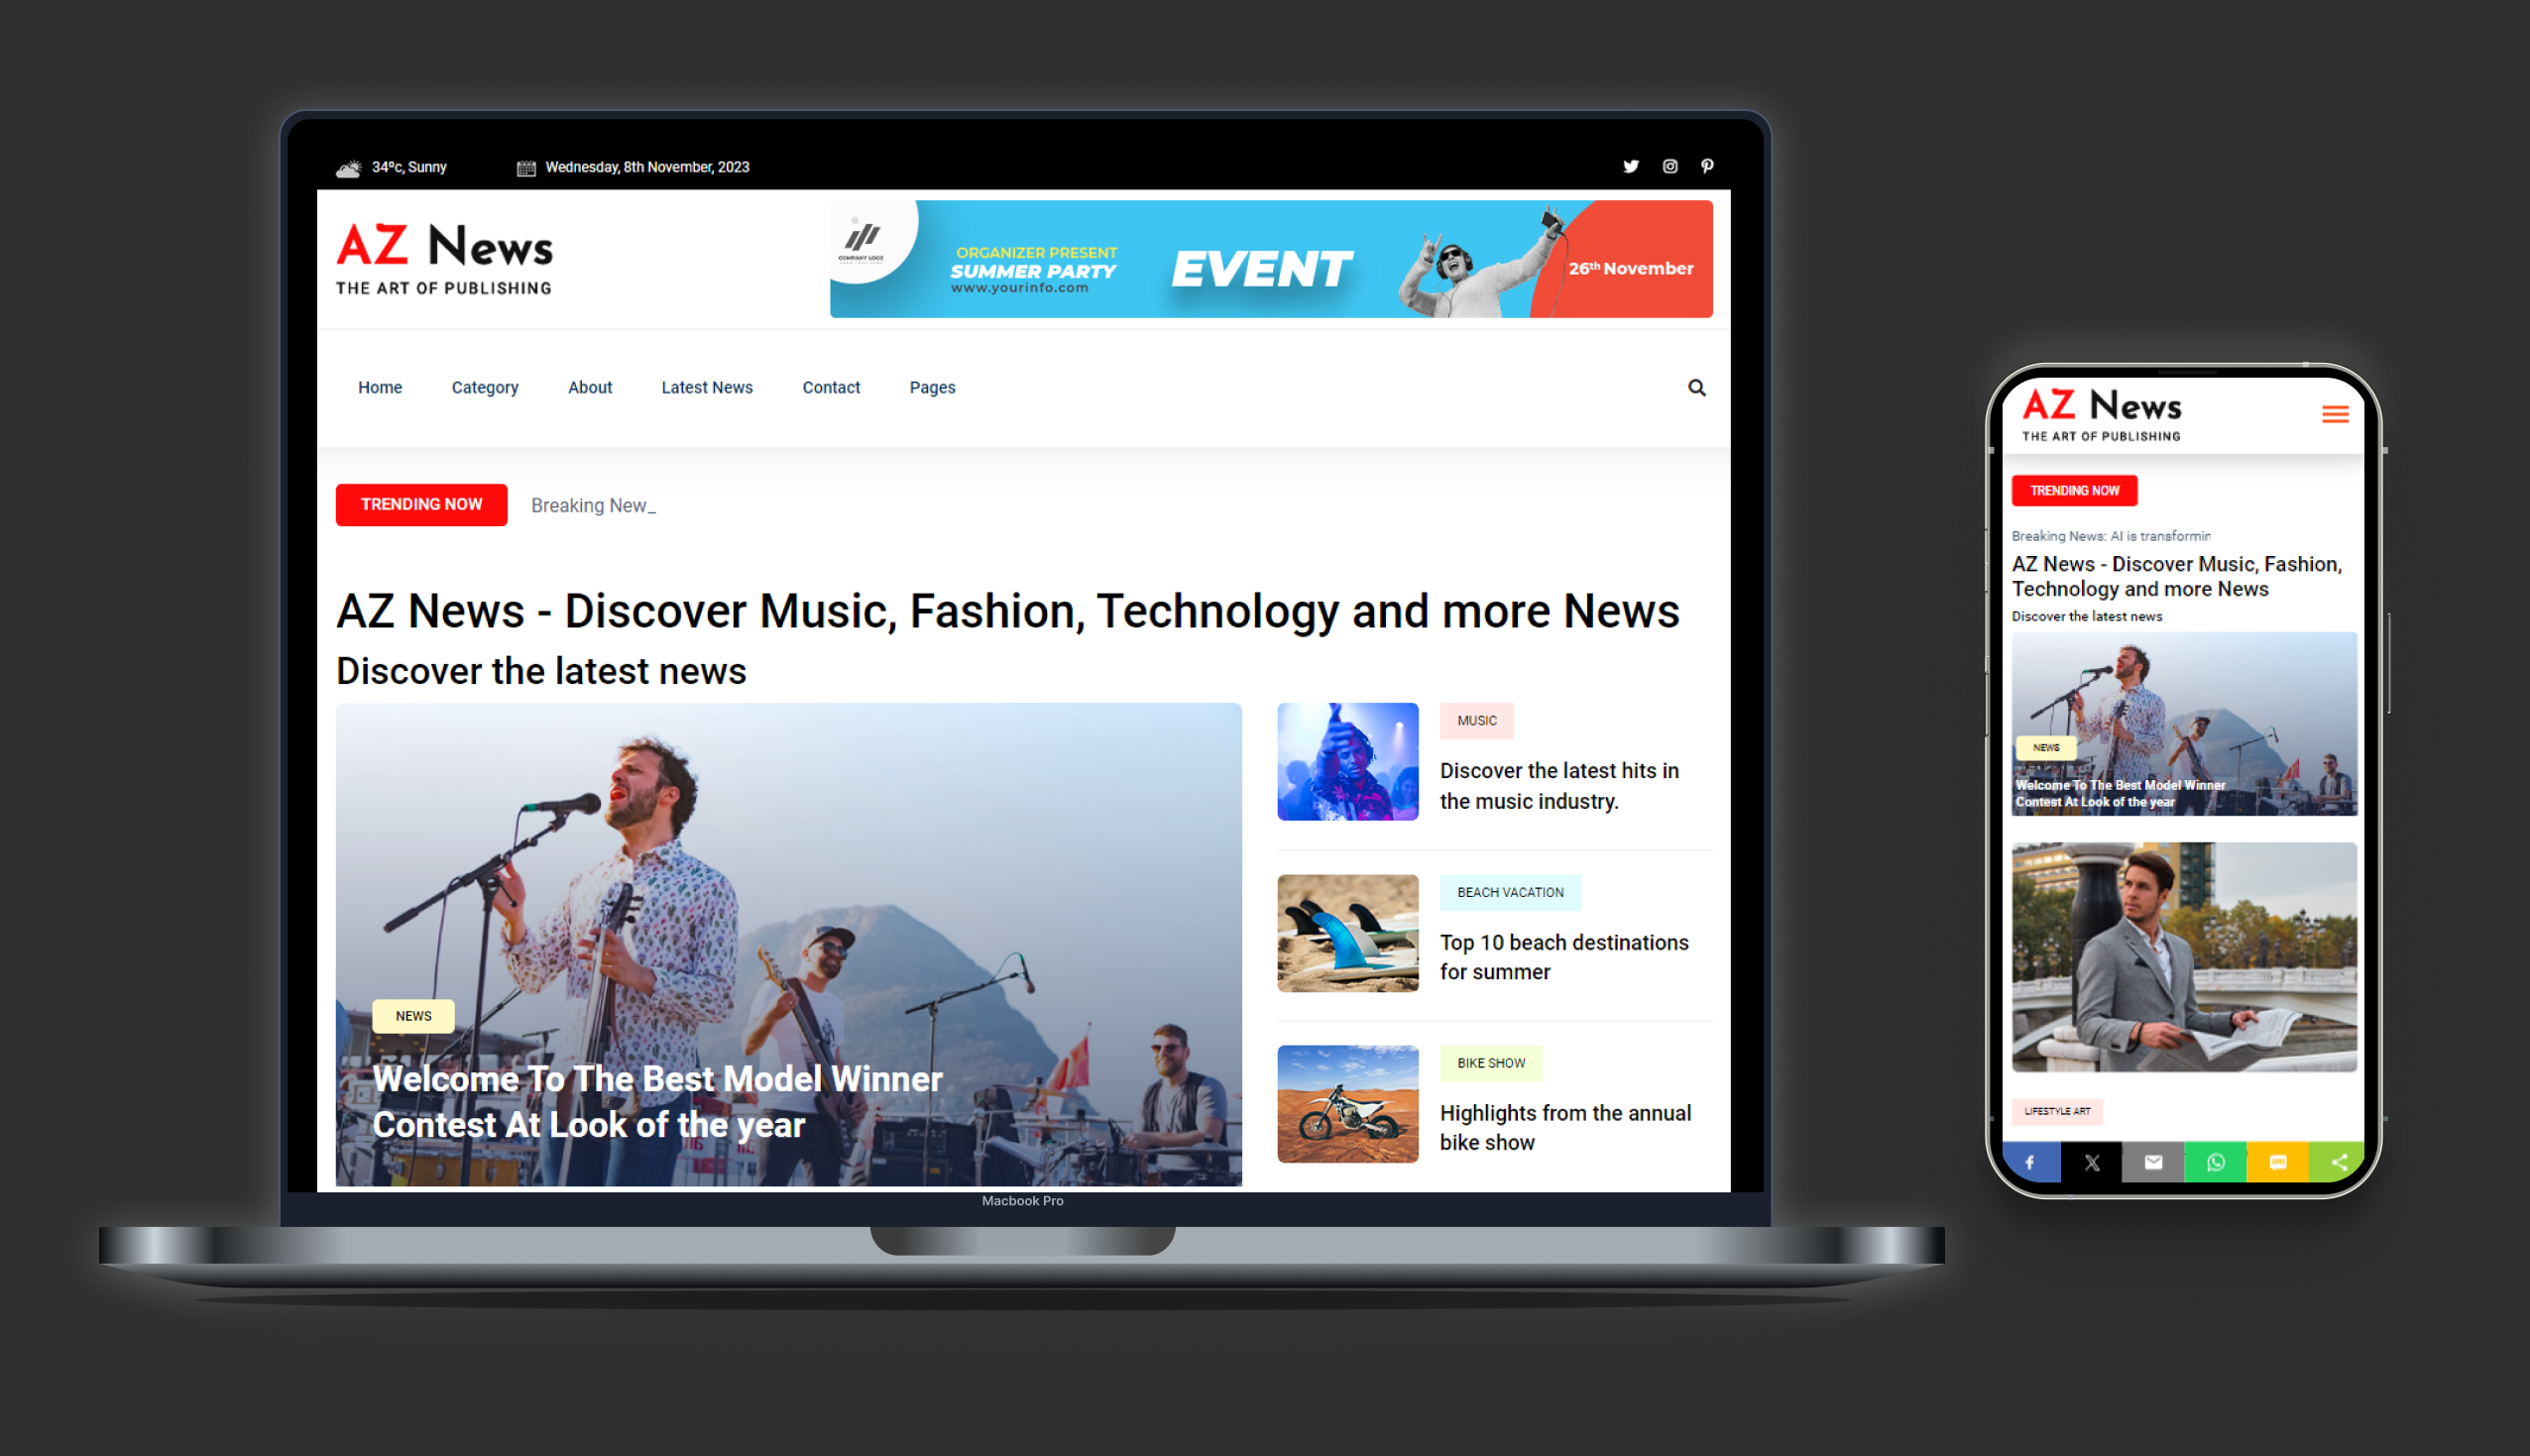 34ºc, Sunny
Wednesday, 8th November, 2023
AZ News
THE ART OF PUBLISHING
COMPANY LOGO
ORGANIZER PRESENT
SUMMER PARTY
www.yourinfo.com
EVENT
26th November
Home Category About Latest News Contact Pages
TRENDING NOW
Breaking New_
AZ News - Discover Music, Fashion, Technology and more News
Discover the latest news
NEWS
Welcome To The Best Model Winner
Contest At Look of the year
MUSIC
Discover the latest hits in
the music industry.
BEACH VACATION
Top 10 beach destinations
for summer
BIKE SHOW
Highlights from the annual
bike show
Macbook Pro
AZ News
THE ART OF PUBLISHING
TRENDING NOW
Breaking News: AI is transformin
AZ News - Discover Music, Fashion,
Technology and more News
Discover the latest news
NEWS
Welcome To The Best Model Winner
Contest At Look of the year
LIFESTYLE ART